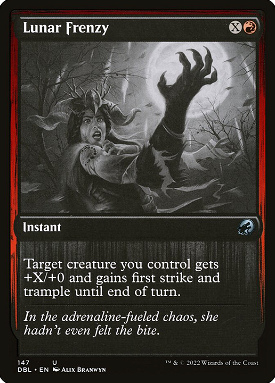 Lunar Frenzy X
Instant
Target creature you control gets
+X/+0 and gains first strike and
trample until end of turn.
In the adrenaline-fueled chaos, she
hadn't even felt the bite.
147 U
DBL • EN Alix Branwyn
™ & © 2022 Wizards of the Coast